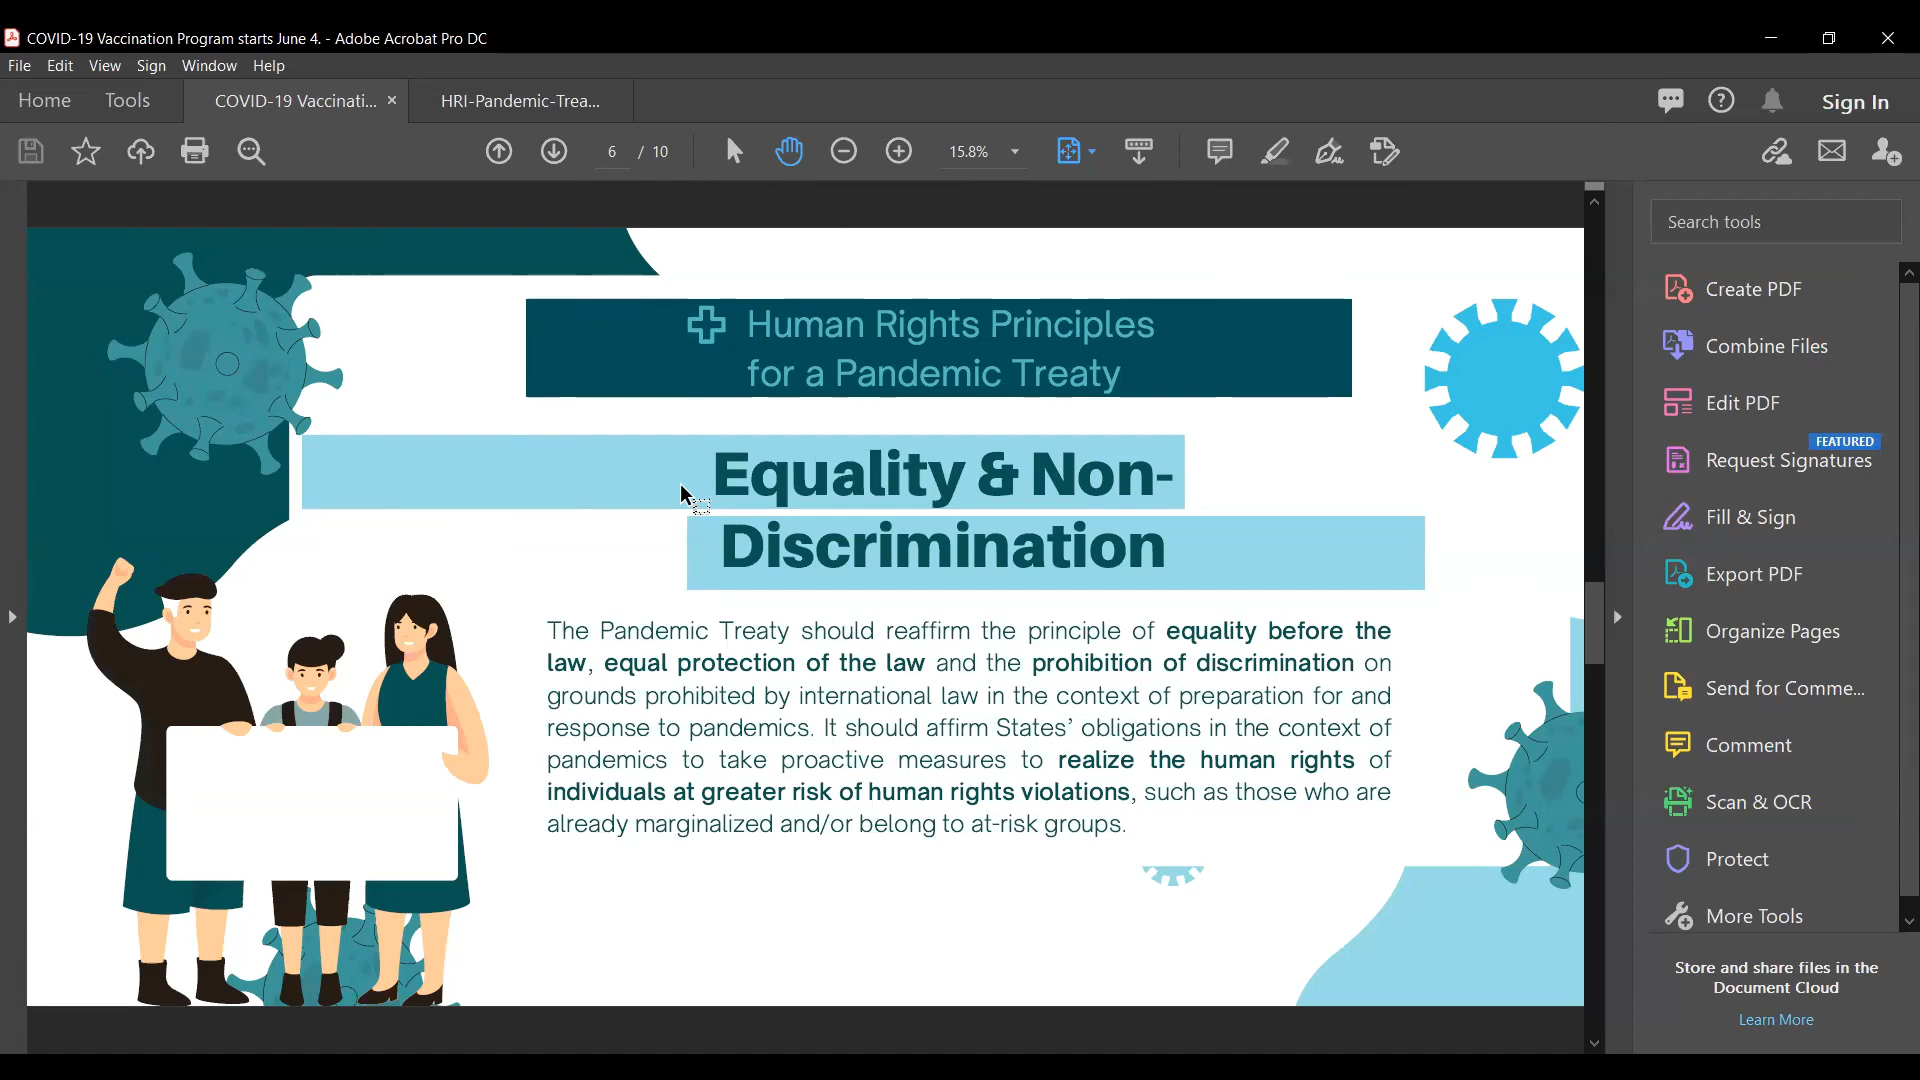 COVID-19 Vaccination Program starts June 4. - Adobe Acrobat Pro DC
File Edit View Sign Window Help
Home Tools COVID-19 Vaccinati... × HRI-Pandemic-Trea... Sign In
6 / 10 15.8%
Search tools
Create PDF
Combine Files
Edit PDF
FEATURED
Request Signatures
Fill & Sign
Export PDF
Organize Pages
Send for Comme...
Comment
Scan & OCR
Protect
More Tools
Store and share files in the
Document Cloud
Learn More
Human Rights Principles
for a Pandemic Treaty
Equality & Non-
Discrimination
The Pandemic Treaty should reaffirm the principle of equality before the
law, equal protection of the law and the prohibition of discrimination on
grounds prohibited by international law in the context of preparation for and
response to pandemics. It should affirm States’ obligations in the context of
pandemics to take proactive measures to realize the human rights of
individuals at greater risk of human rights violations, such as those who are
already marginalized and/or belong to at-risk groups.